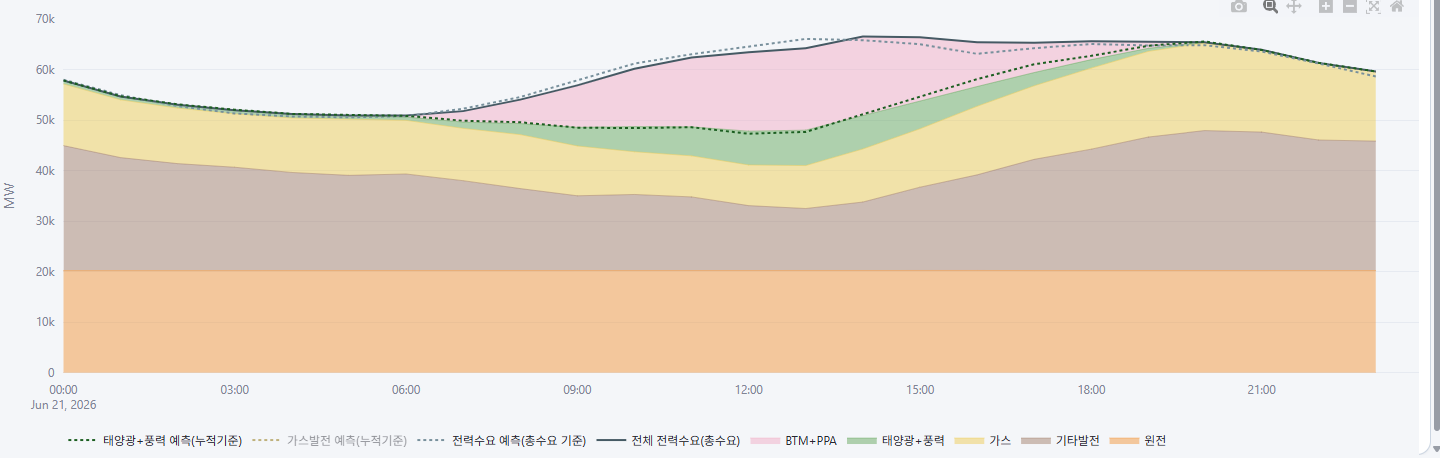 70k
60k
50k
40k
30k
20k
10k
0
MW
00:00 03:00 06:00 09:00 12:00 15:00 18:00 21:00
Jun 21, 2026
태양광+풍력 예측(누적기준) 가스발전 예측(누적기준) 전력수요 예측(총수요 기준) 전체 전력수요(총수요) BTM+PPA 태양광+풍력 가스 기타발전 원전